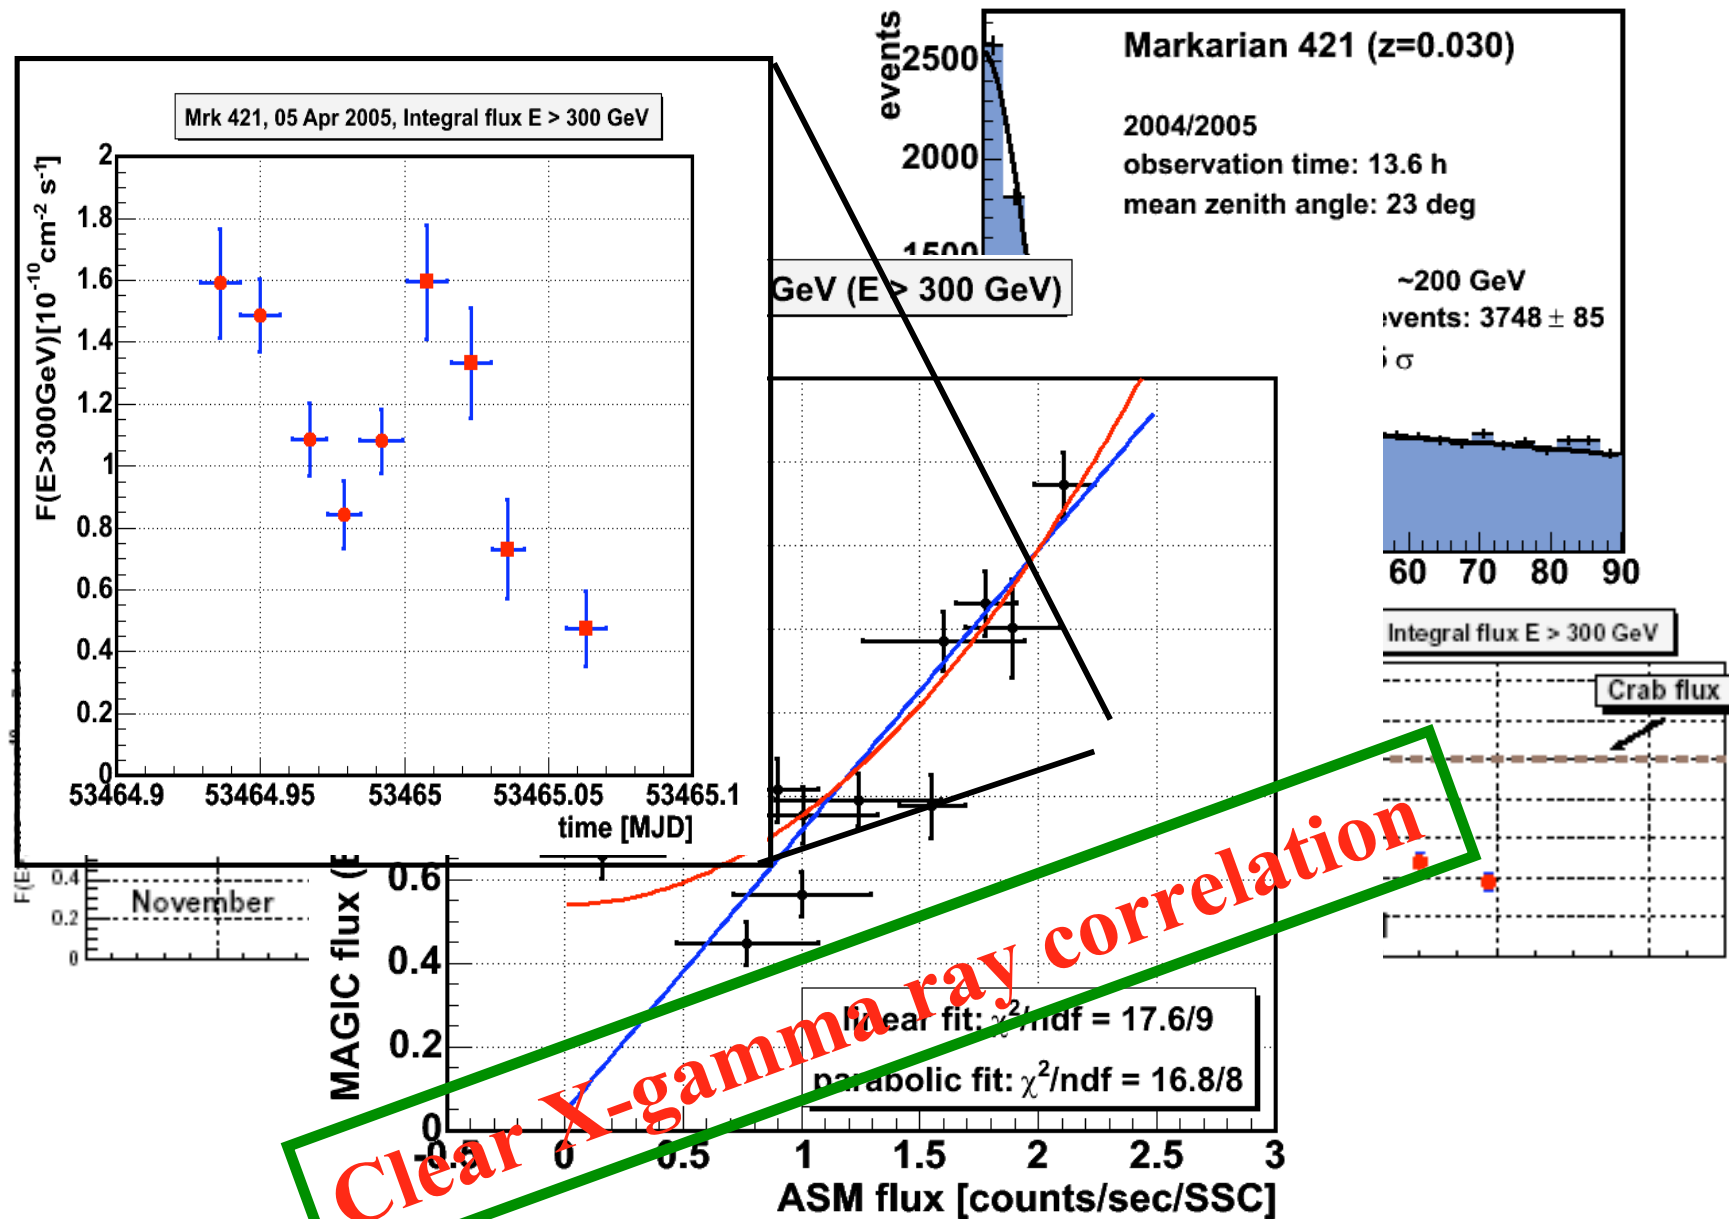 Mrk 421, 05 Apr 2005, Integral flux E > 300 GeV
F(E>300GeV)[10⁻¹⁰cm⁻² s⁻¹]
2
1.8
1.6
1.4
1.2
1
0.8
0.6
0.4
0.2
0
53464.9 53464.95 53465 53465.05 53465.1
time [MJD]
events
2500
2000
1500
Markarian 421 (z=0.030)
2004/2005
observation time: 13.6 h
mean zenith angle: 23 deg
~200 GeV
events: 3748 ± 85
σ
60 70 80 90
GeV (E > 300 GeV)
Integral flux E > 300 GeV
Crab flux
0.4
0.2
0
November
MAGIC flux (
0.6
0.4
0.2
0
-0.5 0 0.5 1 1.5 2 2.5 3
ASM flux [counts/sec/SSC]
linear fit: χ²/ndf = 17.6/9
parabolic fit: χ²/ndf = 16.8/8
Clear X-gamma ray correlation